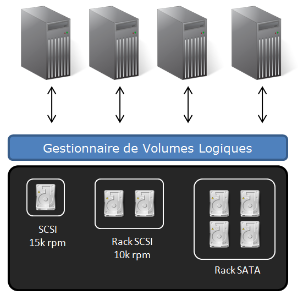 Gestionnaire de Volumes Logiques
SCSI
15k rpm
Rack SCSI
10k rpm
Rack SATA